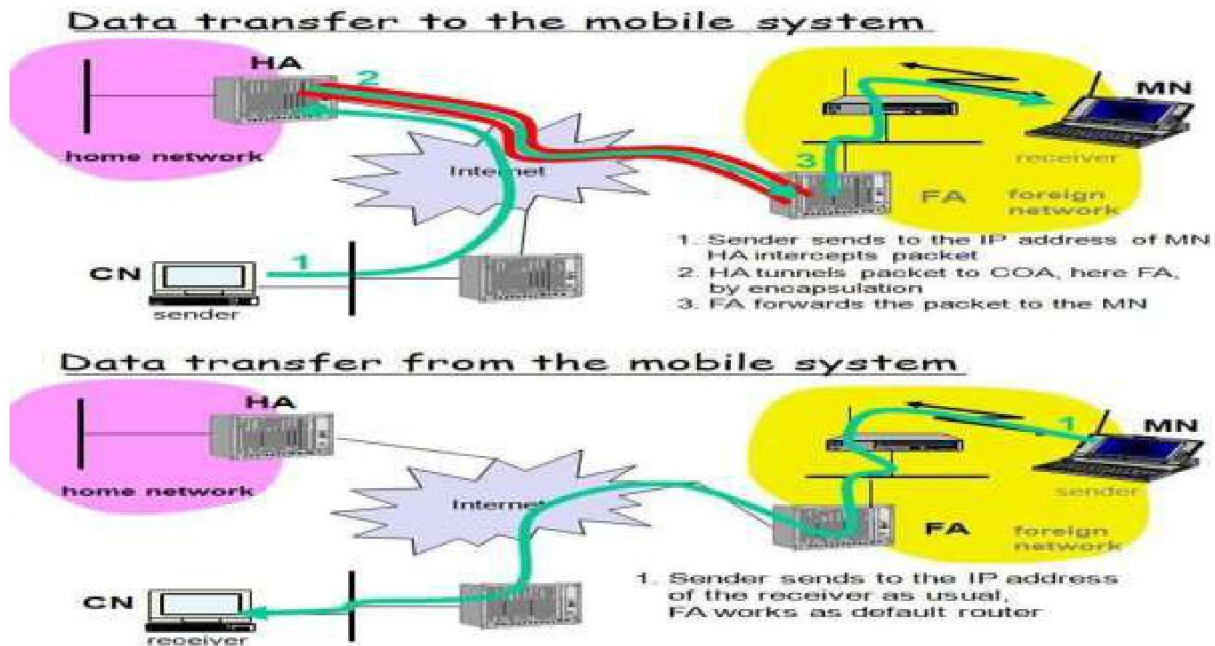 Data transfer to the mobile system
HA
2
MN
home network
Internet
receiver
3
FA
foreign
network
CN
1
sender
1. Sender sends to the IP address of MN
HA intercepts packet
2. HA tunnels packet to COA, here FA,
by encapsulation
3. FA forwards the packet to the MN
Data transfer from the mobile system
HA
1
MN
home network
Internet
sender
FA
foreign
network
CN
receiver
1. Sender sends to the IP address
of the receiver as usual,
FA works as default router